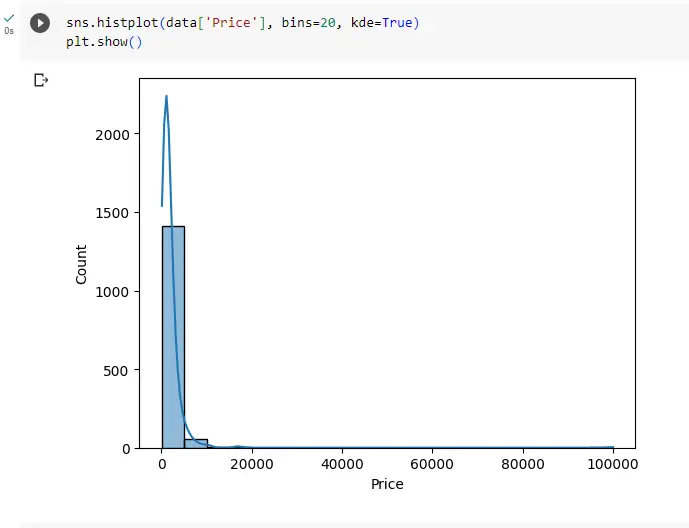 sns.histplot(data['Price'], bins=20, kde=True)
0s
plt.show()
2000
1500
1000
500
0
Count
0 20000 40000 60000 80000 100000
Price